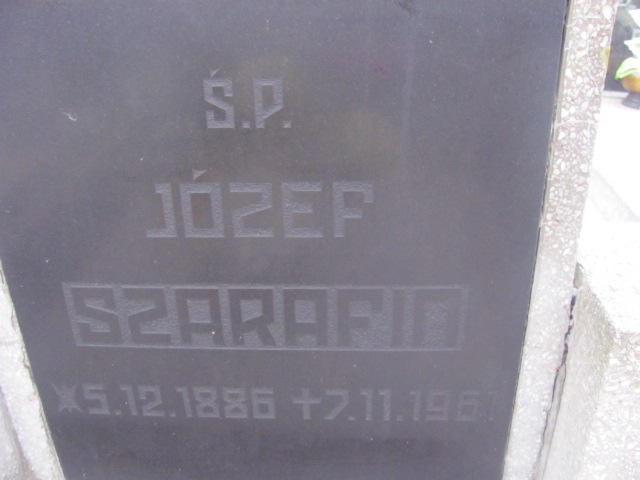 Ś.P.
JÓZEF
SZARAFIN
*5.12.1886 +7.11.1961